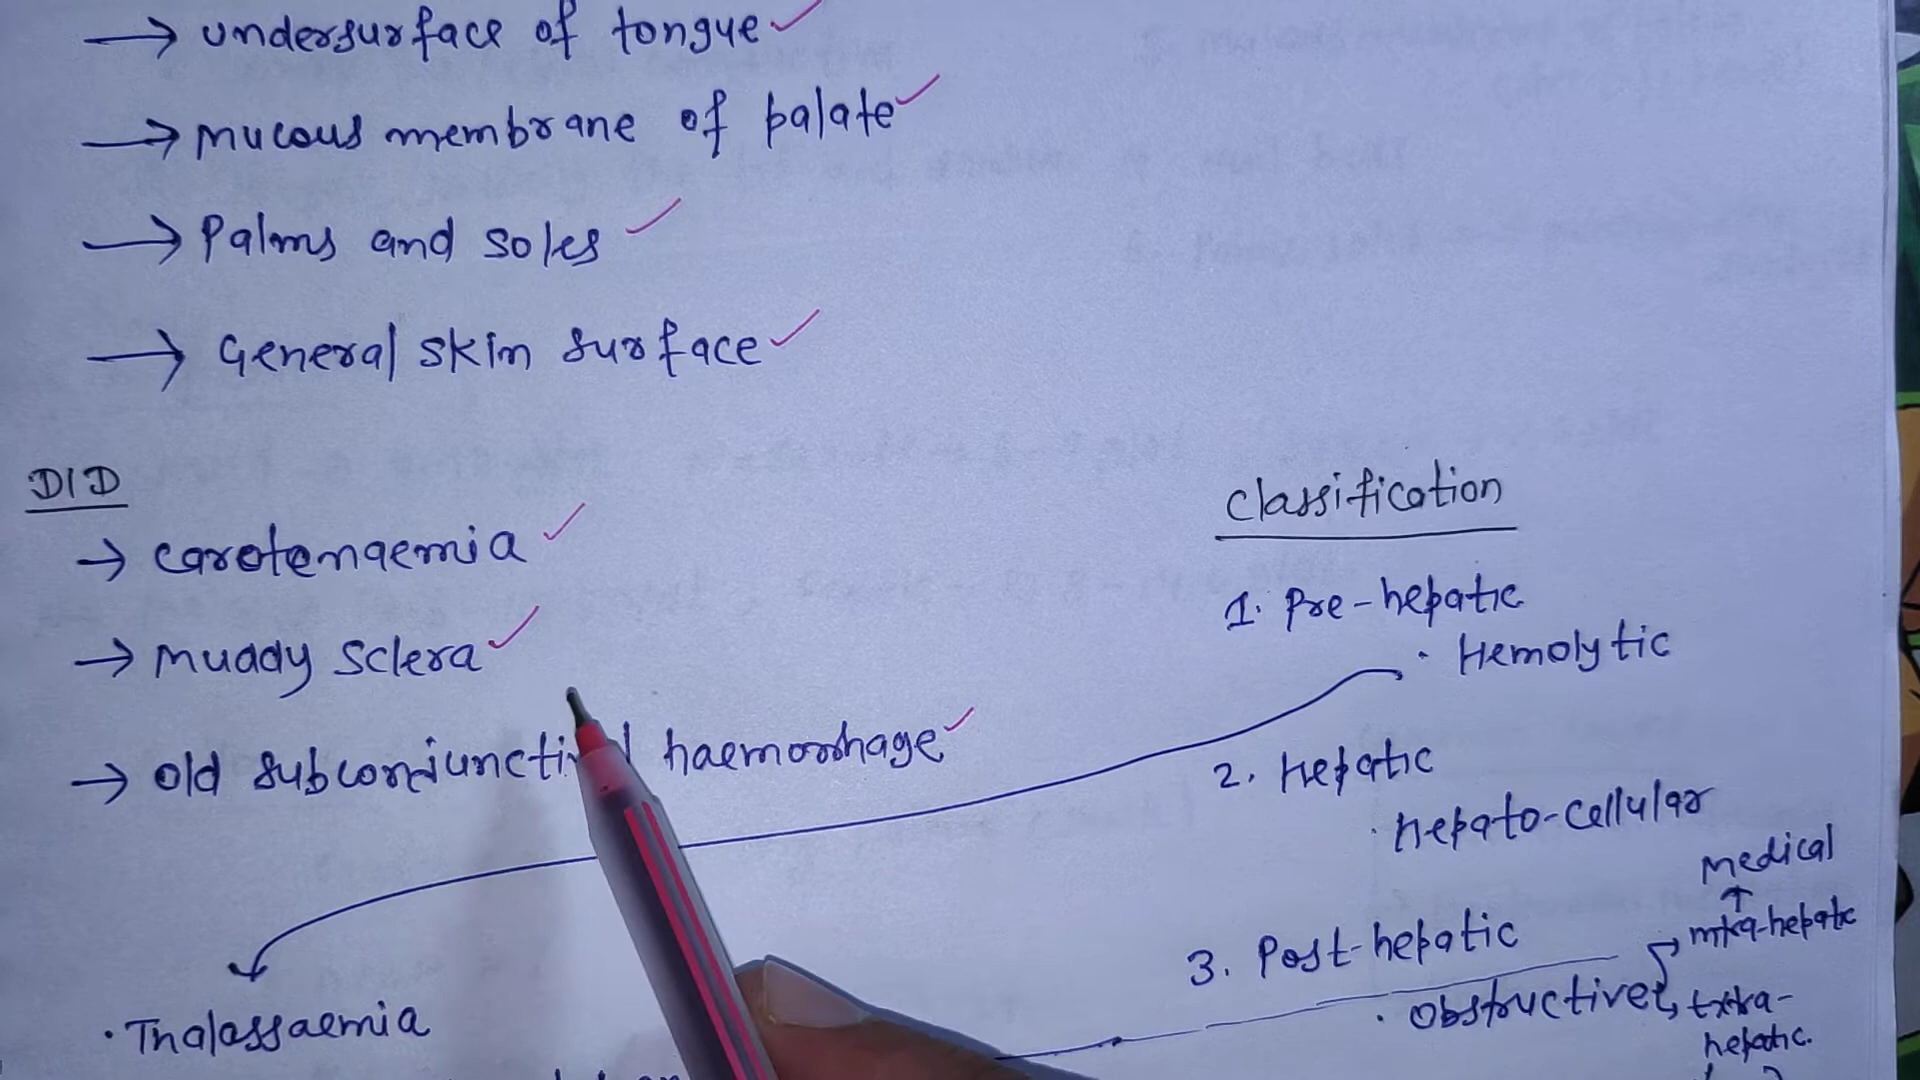 → undersurface of tongue ✓
→ mucous membrane of palate ✓
→ Palms and soles ✓
→ General skin surface ✓
D/D
→ carotenaemia ✓
→ Muddy sclera ✓
→ old subconjunctival haemorrhage ✓
· Thalassaemia
Classification
1. Pre-hepatic
· Hemolytic
2. Hepatic
· Hepato-cellular
3. Post-hepatic
· Obstructive
Medical
↑
intra-hepatic
extra-
hepatic.